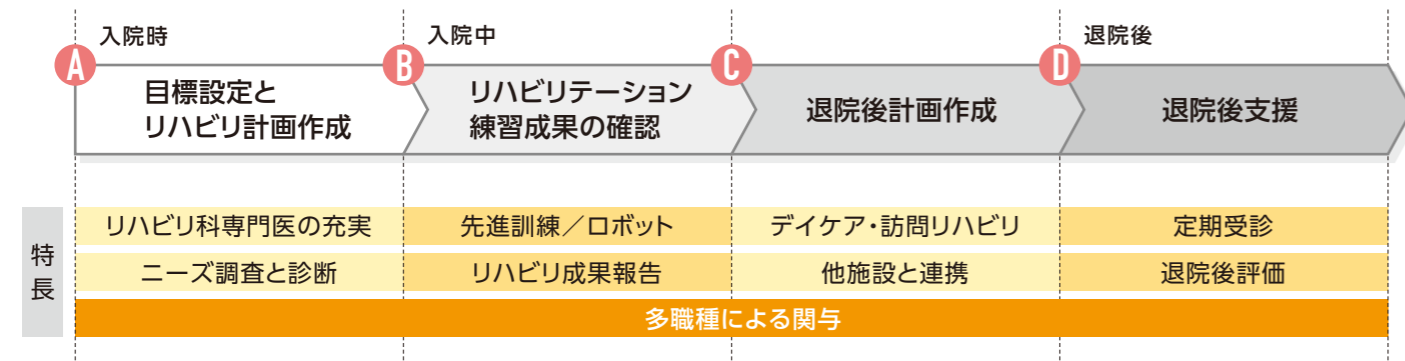 入院時
入院中
退院後
A
B
C
D
目標設定と
リハビリ計画作成
リハビリテーション
練習成果の確認
退院後計画作成
退院後支援
特長
リハビリ科専門医の充実
先進訓練／ロボット
デイケア・訪問リハビリ
定期受診
ニーズ調査と診断
リハビリ成果報告
他施設と連携
退院後評価
多職種による関与